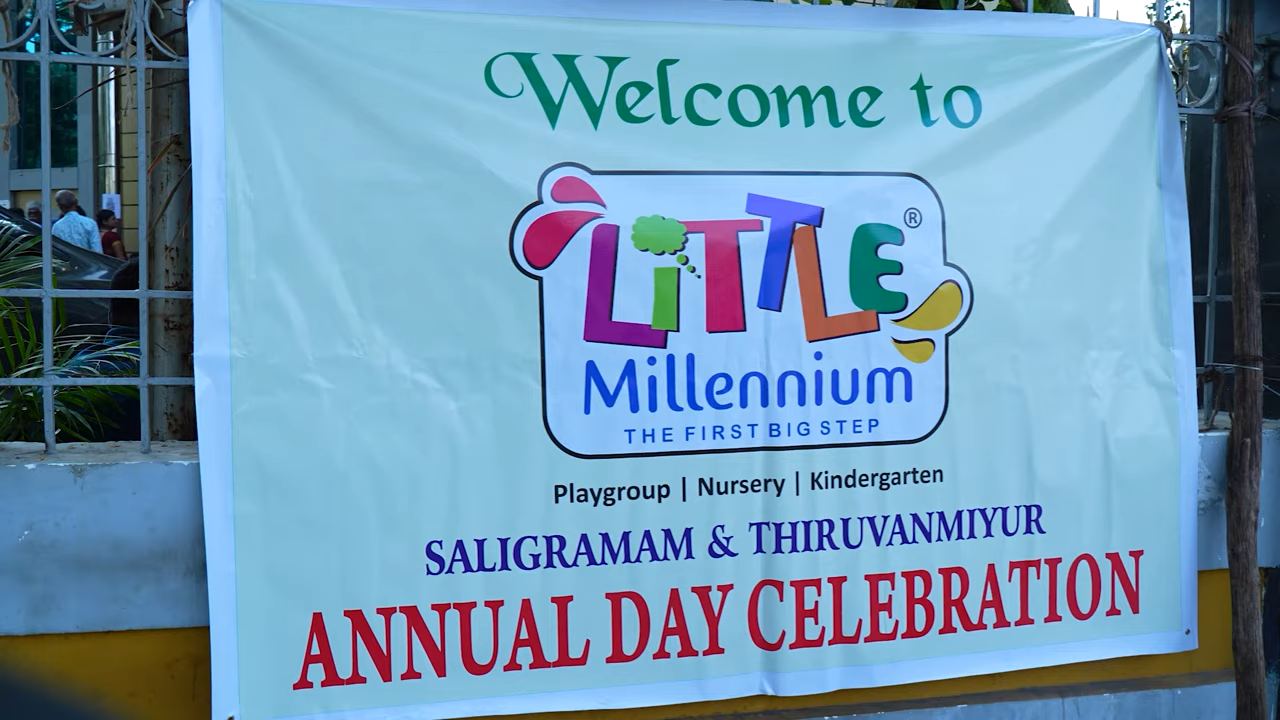 Welcome to
LiTTLE ®
Millennium
THE FIRST BIG STEP
Playgroup | Nursery | Kindergarten
SALIGRAMAM & THIRUVANMIYUR
ANNUAL DAY CELEBRATION